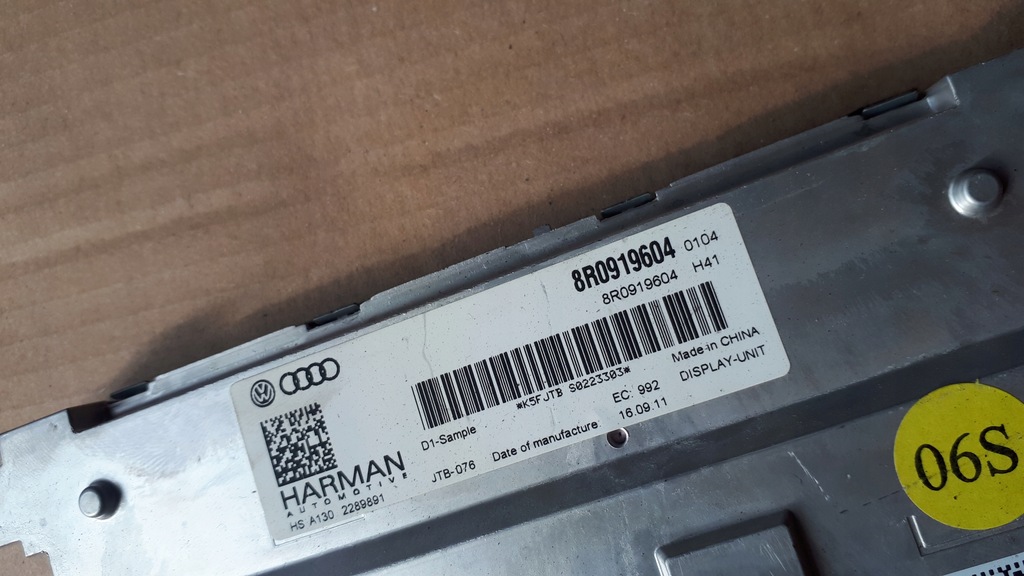 8R0919604 0104
8R0919604 H41
*K5FJTB S0223303*
Made in CHINA
D1-Sample
EC: 992
DISPLAY-UNIT
JTB-076 Date of manufacture 16.09.11
HARMAN
AUTOMOTIVE
HS A130 2289891
06S